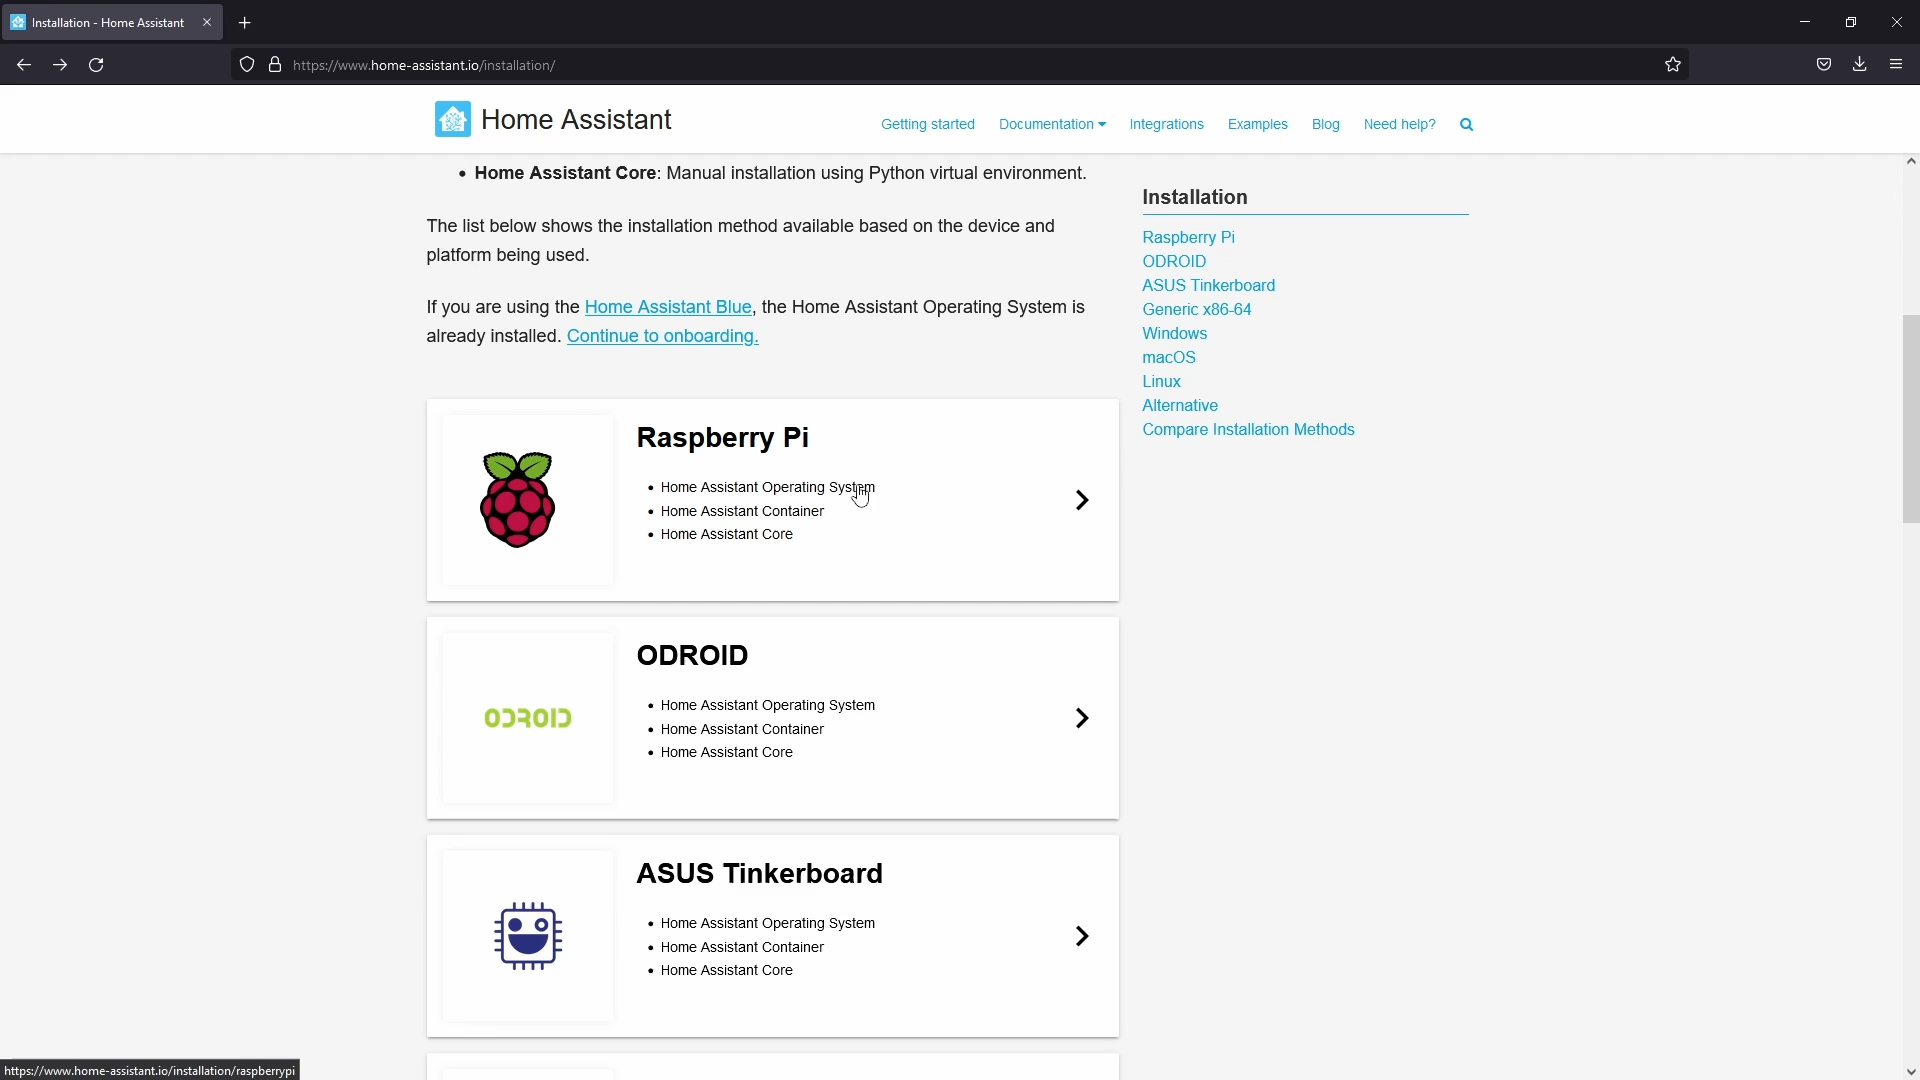 Installation - Home Assistant
https://www.home-assistant.io/installation/
Home Assistant
Getting started
Documentation
Integrations
Examples
Blog
Need help?
Home Assistant Core: Manual installation using Python virtual environment.
The list below shows the installation method available based on the device and
platform being used.
If you are using the Home Assistant Blue, the Home Assistant Operating System is
already installed. Continue to onboarding.
Raspberry Pi
Home Assistant Operating System
Home Assistant Container
Home Assistant Core
ODROID
ODROID
Home Assistant Operating System
Home Assistant Container
Home Assistant Core
ASUS Tinkerboard
Home Assistant Operating System
Home Assistant Container
Home Assistant Core
Installation
Raspberry Pi
ODROID
ASUS Tinkerboard
Generic x86-64
Windows
macOS
Linux
Alternative
Compare Installation Methods
https://www.home-assistant.io/installation/raspberrypi